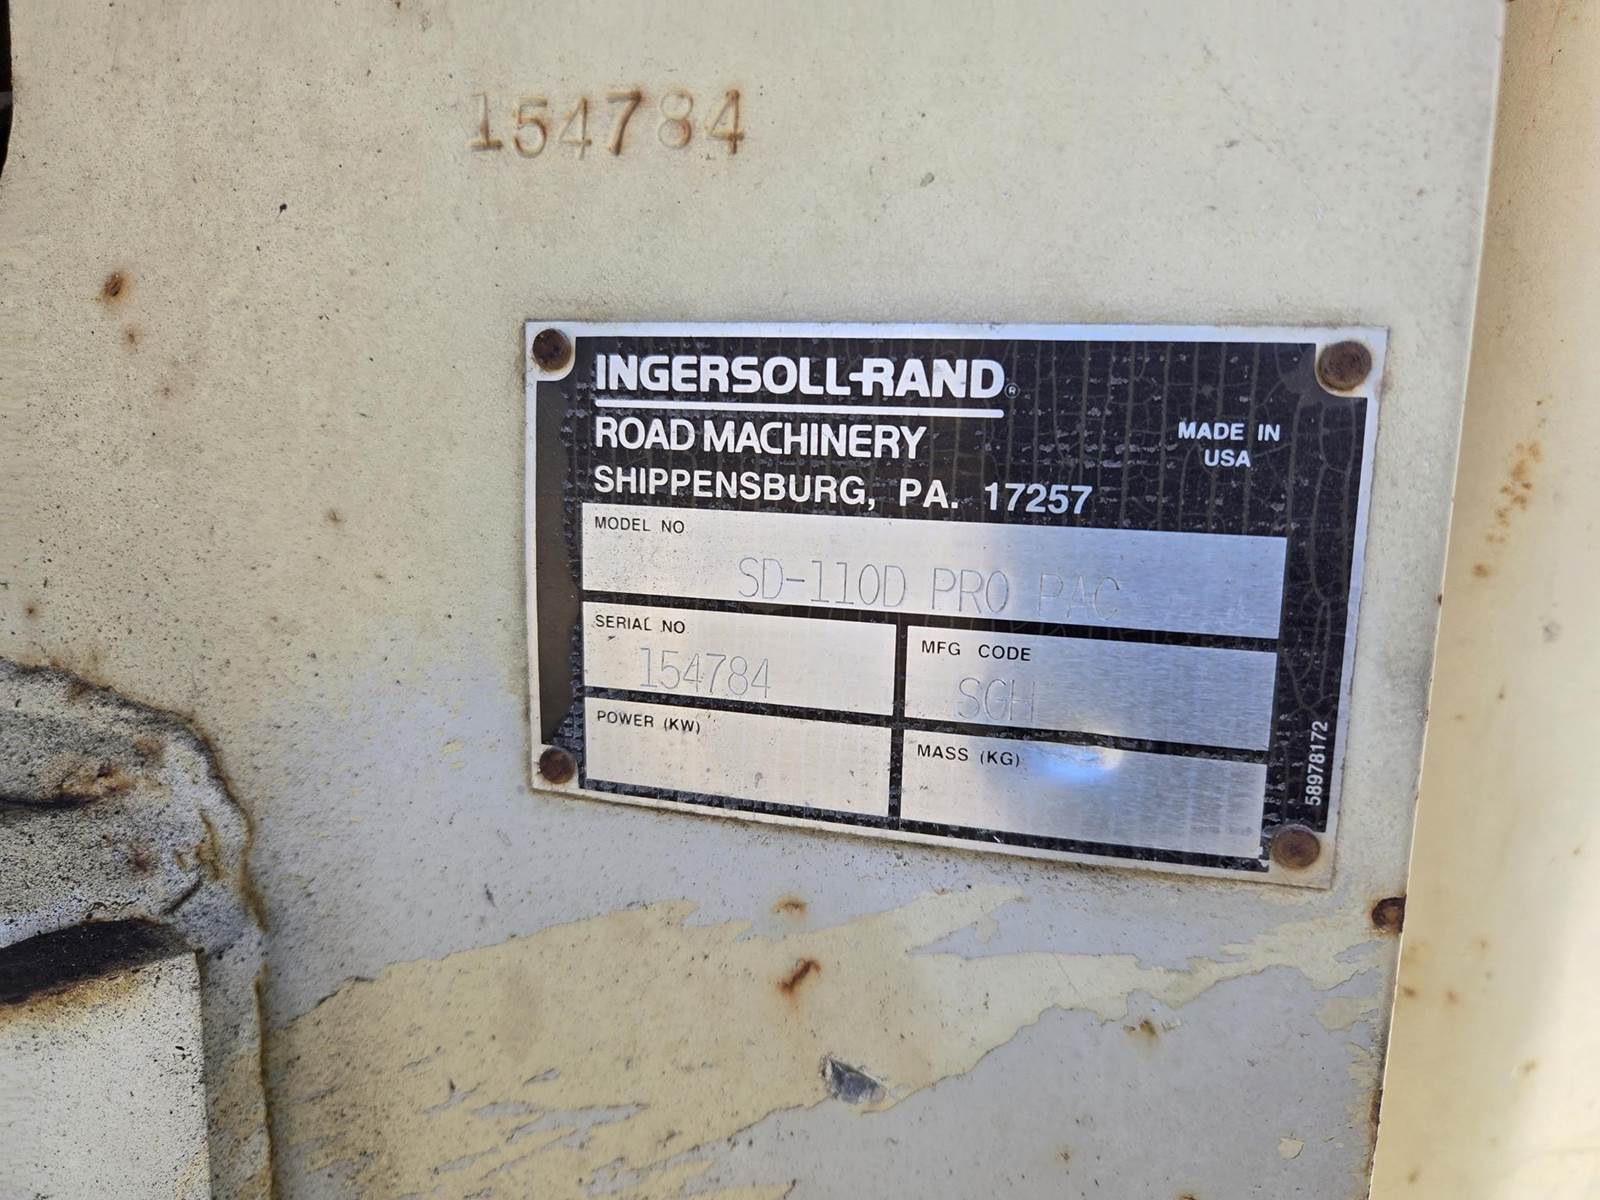 154784
INGERSOLL-RAND®
ROAD MACHINERY
SHIPPENSBURG, PA. 17257
MADE IN
USA
MODEL NO
SD-110D PRO PAC
SERIAL NO
154784
MFG CODE
SGH
POWER (KW)
MASS (KG)
58978172